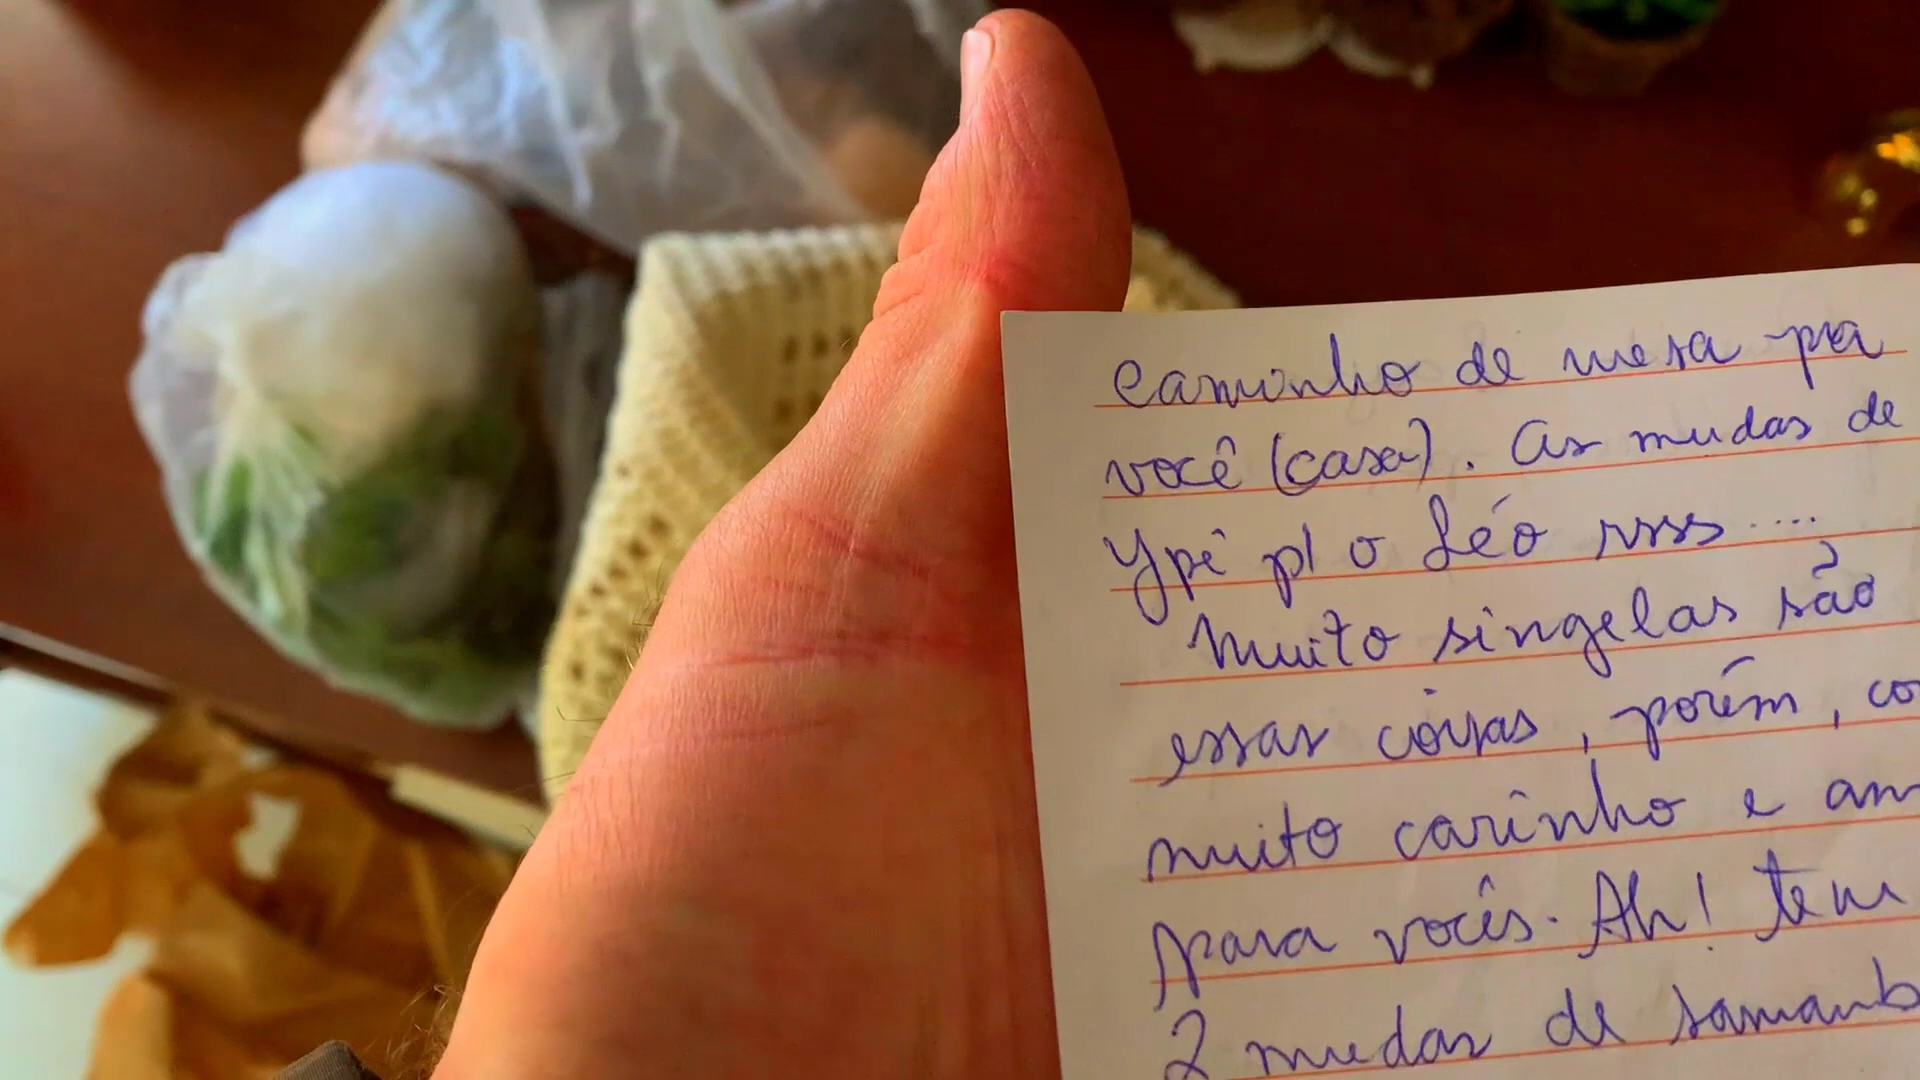 caminho de mesa pra
você (casa). As mudas de
Ypê p/ o Léo rsss ....
Muito singelas são
essas coisas, porém, co
muito carinho e am
para vocês. Ah! tem
2 mudas de samamb